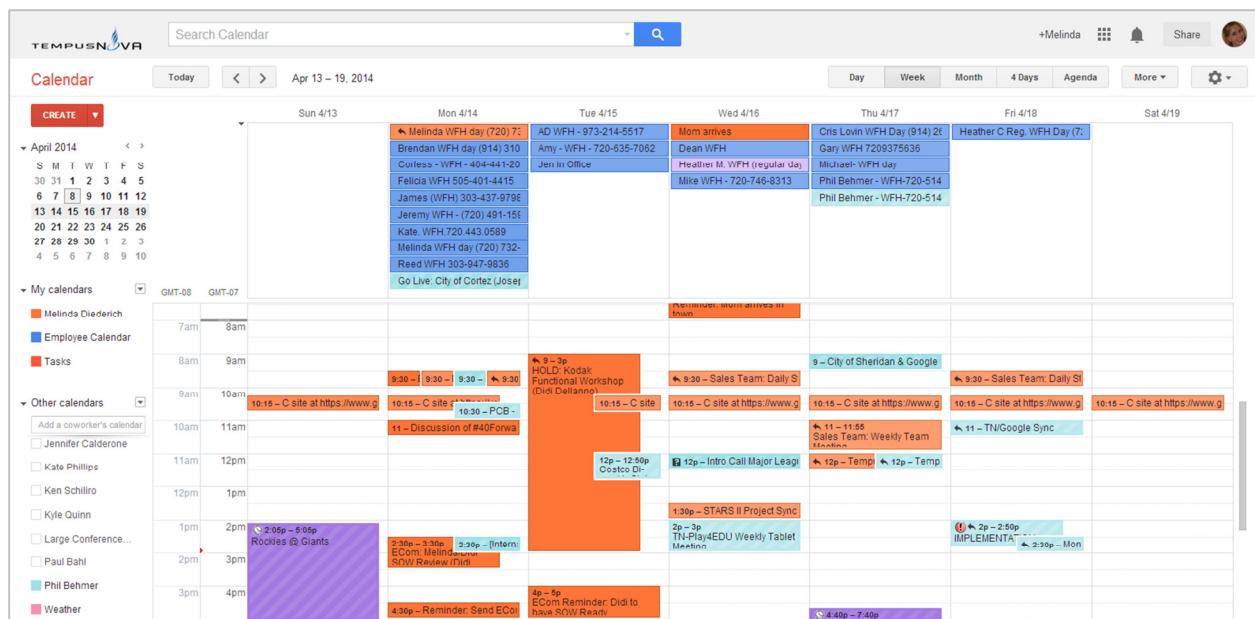 TEMPUSNOVA
Search Calendar
+Melinda
Share
Calendar
Today
Apr 13 – 19, 2014
Day
Week
Month
4 Days
Agenda
More
CREATE
April 2014
S M T W T F S
30 31 1 2 3 4 5
6 7 8 9 10 11 12
13 14 15 16 17 18 19
20 21 22 23 24 25 26
27 28 29 30 1 2 3
4 5 6 7 8 9 10
My calendars
Melinda Diederich
Employee Calendar
Tasks
Other calendars
Add a coworker's calendar
Jennifer Calderone
Kate Phillips
Ken Schiliro
Kyle Quinn
Large Conference...
Paul Bahl
Phil Behmer
Weather
Sun 4/13
Mon 4/14
Tue 4/15
Wed 4/16
Thu 4/17
Fri 4/18
Sat 4/19
Melinda WFH day (720) 73
Brendan WFH day (914) 310
Corless - WFH - 404-441-20
Felicia WFH 505-401-4415
James (WFH) 303-437-9798
Jeremy WFH - (720) 491-159
Kate. WFH.720.443.0589
Melinda WFH day (720) 732-
Reed WFH 303-947-9836
Go Live: City of Cortez (Josep
AD WFH - 973-214-5517
Amy - WFH - 720-635-7062
Jen in Office
Mom arrives
Dean WFH
Heather M. WFH (regular day
Mike WFH - 720-746-8313
Cris Lovin WFH Day (914) 26
Gary WFH 7209375636
Michael- WFH day
Phil Behmer - WFH-720-514
Phil Behmer - WFH-720-514
Heather C Reg. WFH Day (7
GMT-08 GMT-07
7am 8am
8am 9am
9am 10am
10am 11am
11am 12pm
12pm 1pm
1pm 2pm
2pm 3pm
3pm 4pm
10:15 – C site at https://www.g
2:05p – 5:05p
Rockies @ Giants
9:30 –
9:30 –
9:30 –
9:30
10:15 – C site
10:30 – PCB -
11 – Discussion of #40Forwa
2:30p – 3:30p
ECom: Melinda/Didi
SOW Review (Didi
2:30p – [Intern
4:30p – Reminder: Send ECo
9 – 3p
HOLD: Kodak
Functional Workshop
(Didi Dellanno)
10:15 – C site
12p – 12:50p
Costco Di-
4p – 5p
ECom Reminder: Didi to
have SOW Ready
Reminder: Mom arrives in
town
9:30 – Sales Team: Daily S
10:15 – C site at https://www.g
12p – Intro Call Major Leagu
1:30p – STARS II Project Sync
2p – 3p
TN-Play4EDU Weekly Tablet
Meeting
9 – City of Sheridan & Google
10:15 – C site at https://www.g
11 – 11:55
Sales Team: Weekly Team
Meeting
12p – Temp
12p – Temp
4:40p – 7:40p
9:30 – Sales Team: Daily S
10:15 – C site at https://www.g
11 – TN/Google Sync
2p – 2:50p
2:30p – Mon
10:15 – C site at https://www.g